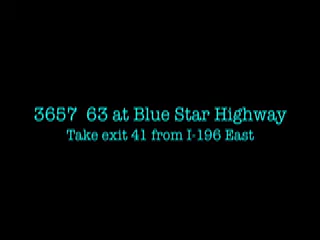 3657 63 at Blue Star Highway
Take exit 41 from I-196 East